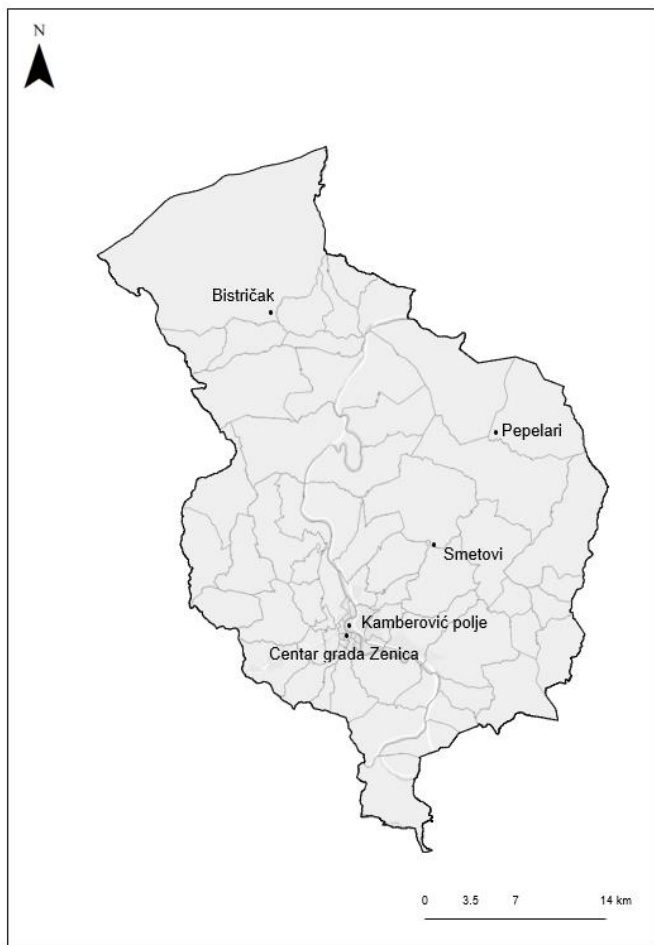 N
Bistričak
Pepelari
Smetovi
Kamberović polje
Centar grada Zenica
0 3.5 7 14 km